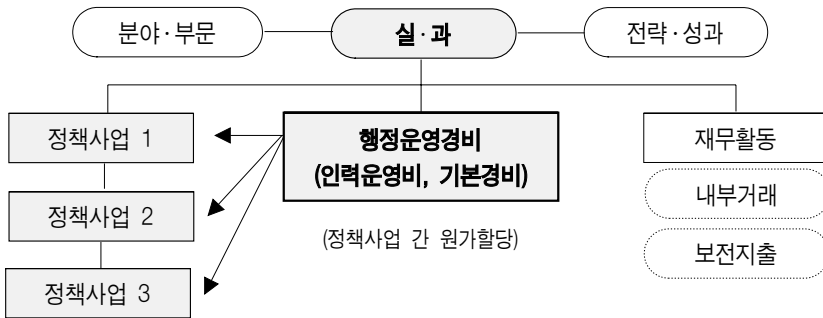 분야·부문
실·과
전략·성과
정책사업 1
행정운영경비
(인력운영비, 기본경비)
재무활동
정책사업 2
(정책사업 간 원가할당)
내부거래
정책사업 3
보전지출